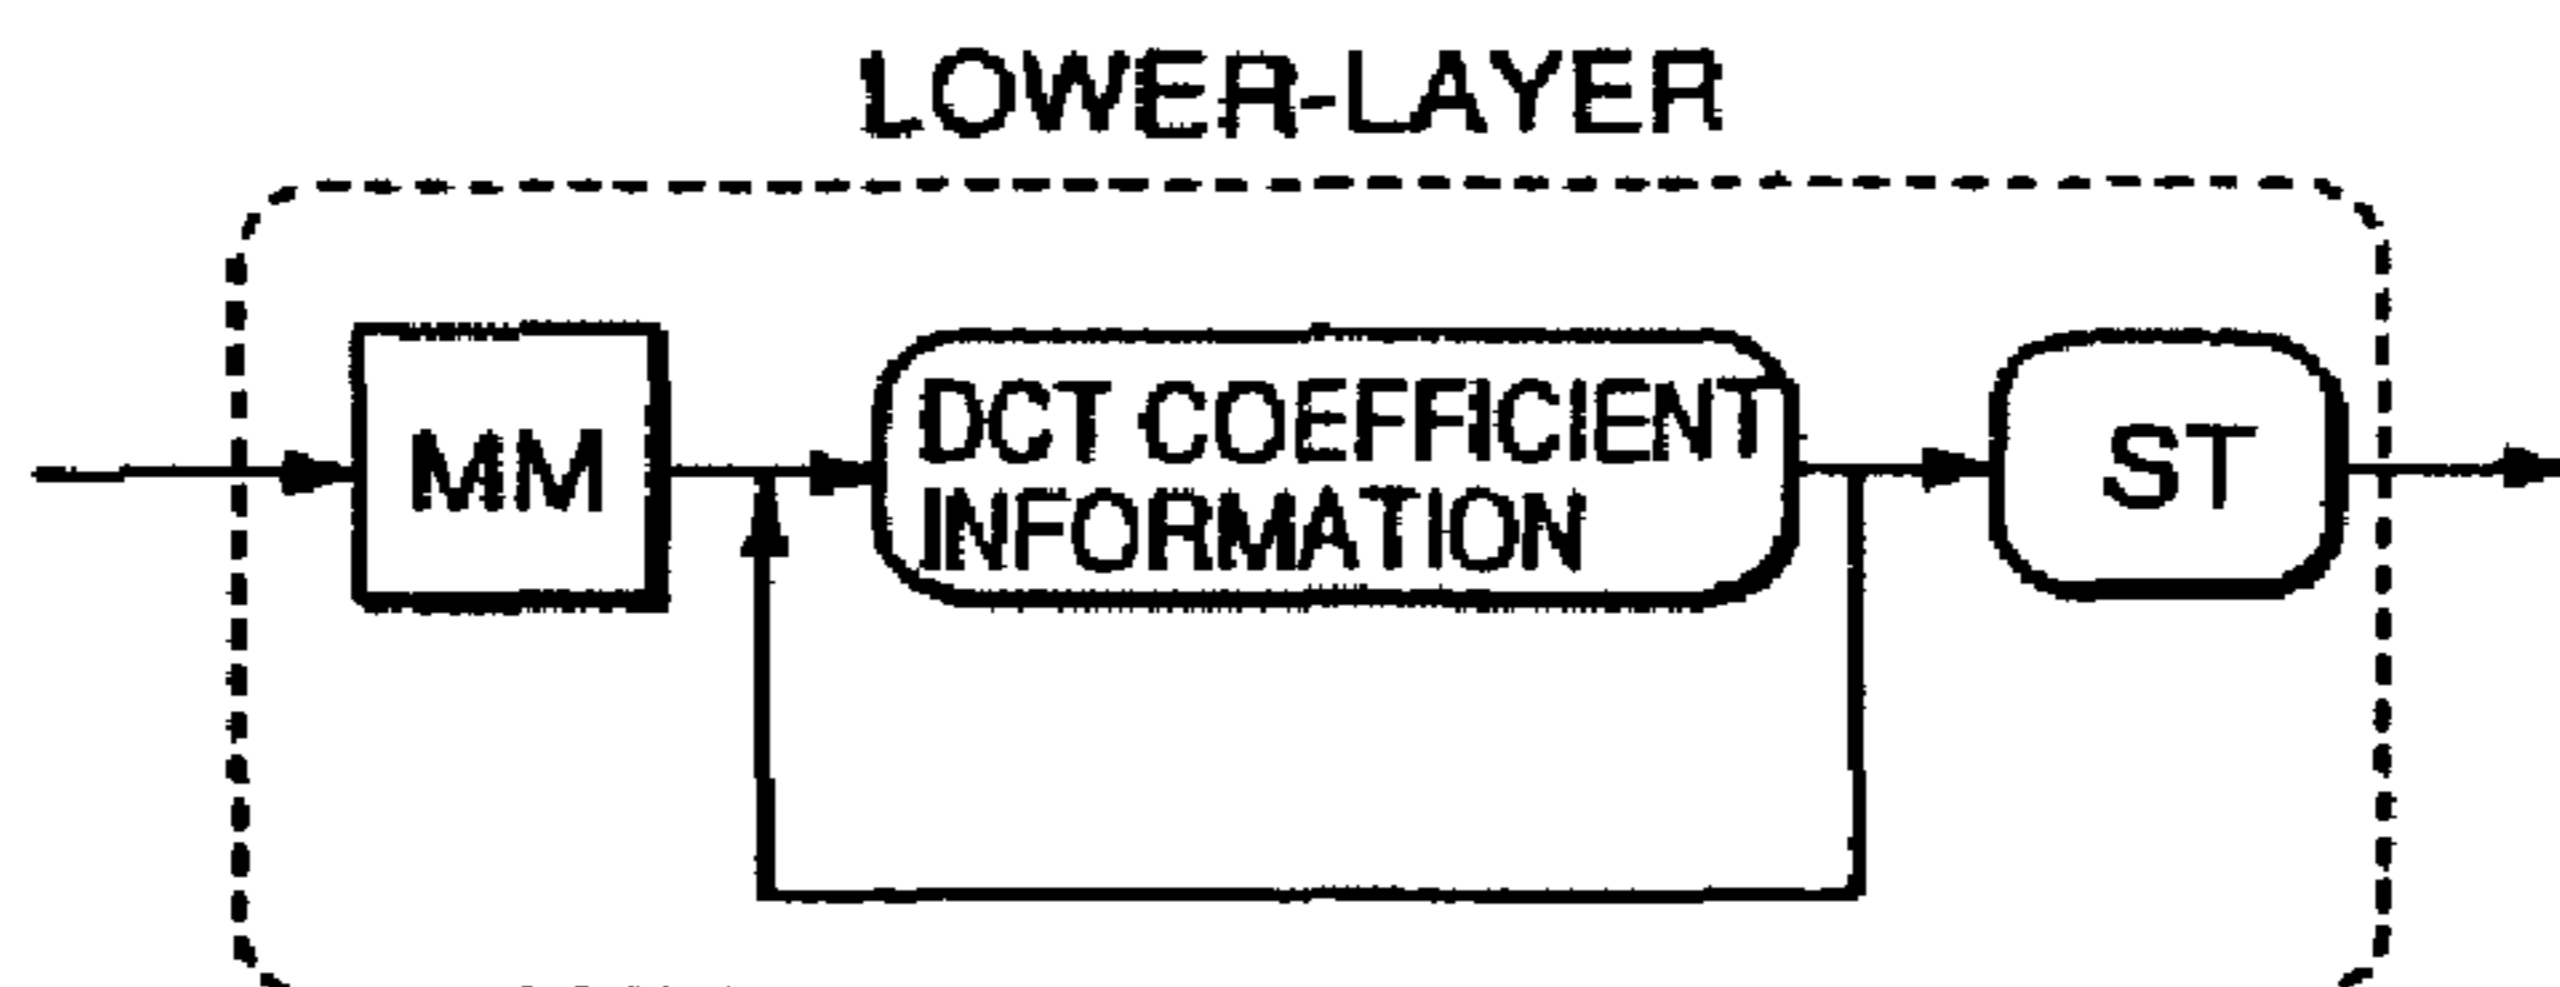 LOWER-LAYER
MM
DCT COEFFICIENT
INFORMATION
ST